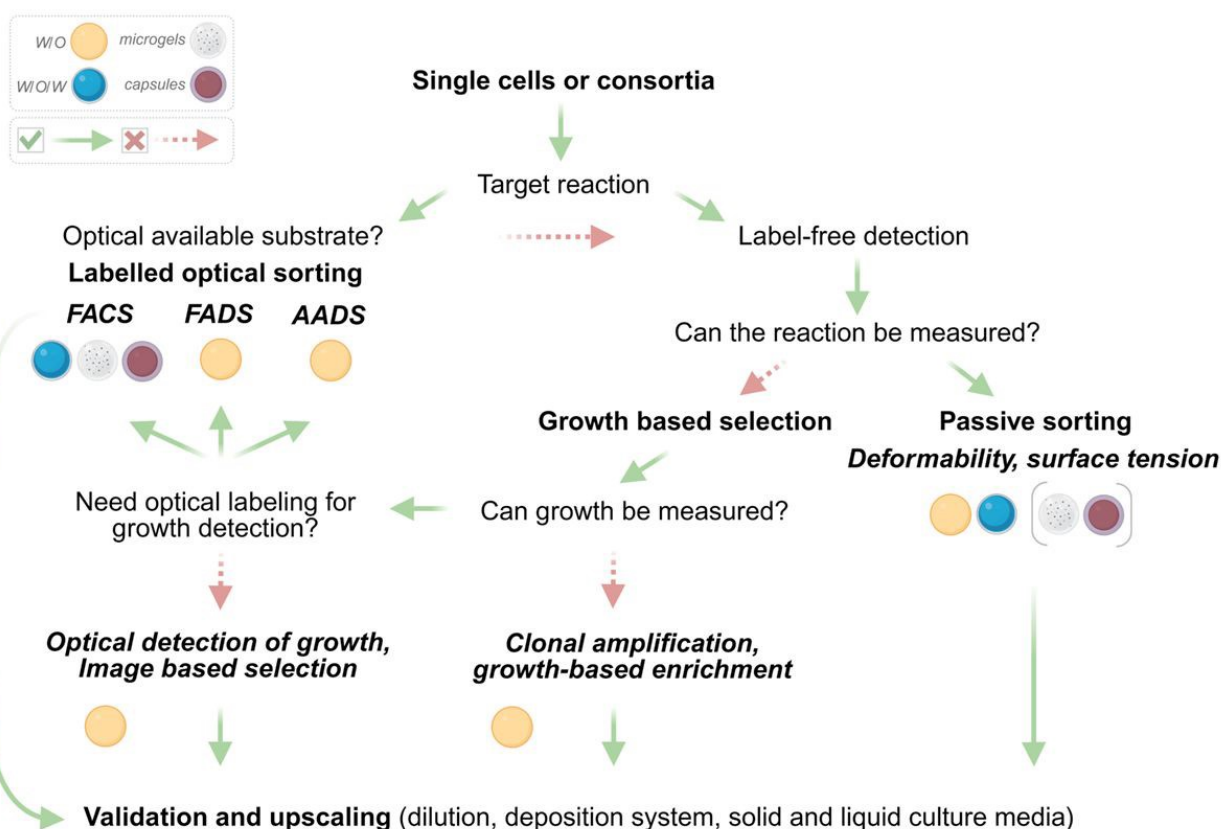 W/O
microgels
W/O/W
capsules
Single cells or consortia
Target reaction
Optical available substrate?
Label-free detection
Labelled optical sorting
FACS
FADS
AADS
Can the reaction be measured?
Growth based selection
Passive sorting
Deformability, surface tension
Need optical labeling for
growth detection?
Can growth be measured?
Optical detection of growth,
Image based selection
Clonal amplification,
growth-based enrichment
Validation and upscaling (dilution, deposition system, solid and liquid culture media)